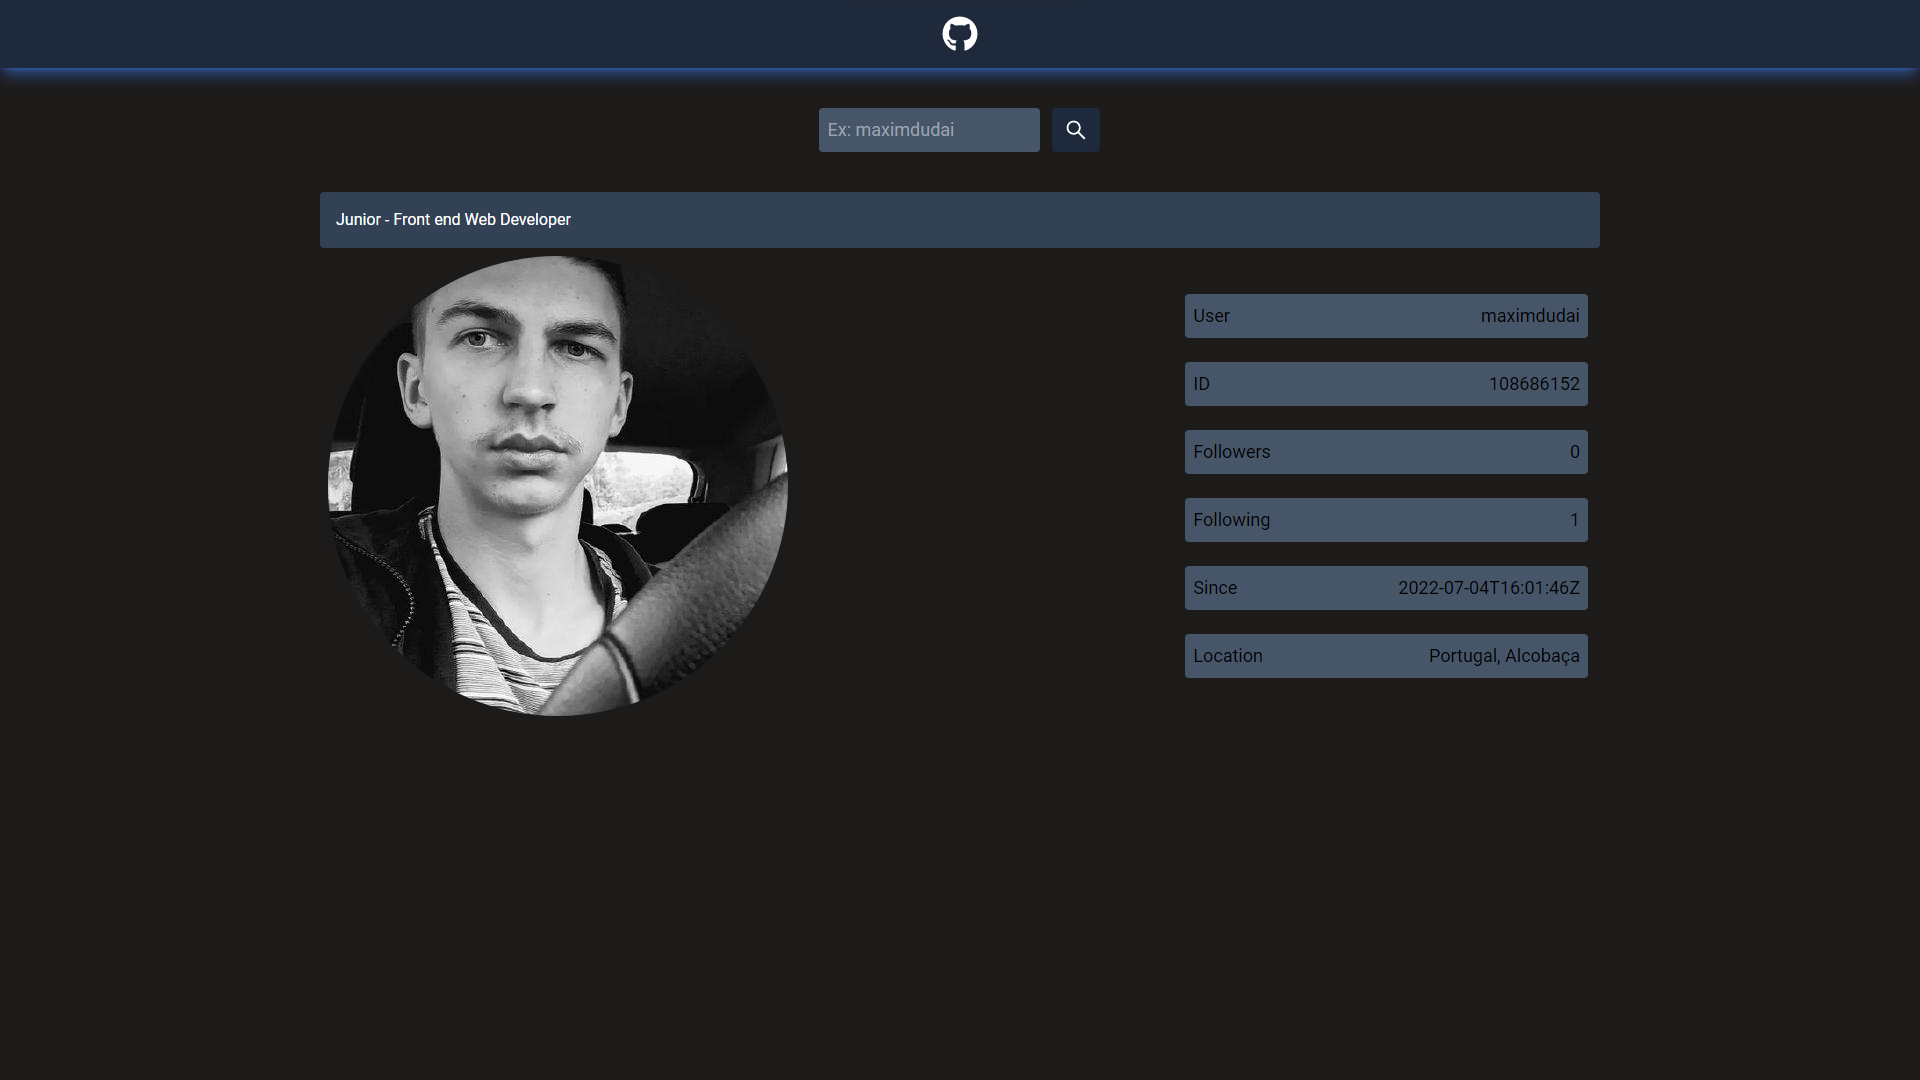 Ex: maximdudai
Junior - Front end Web Developer
User maximdudai
ID 108686152
Followers 0
Following 1
Since 2022-07-04T16:01:46Z
Location Portugal, Alcobaça